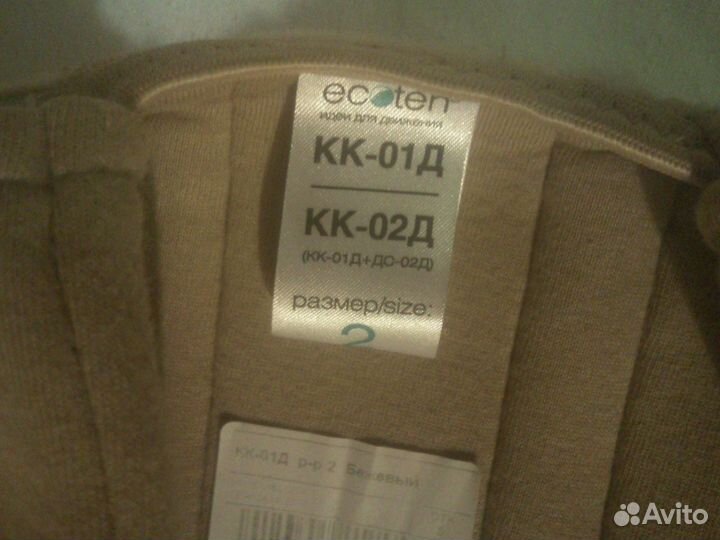 ecoten
идеи для движения
КК-01Д
КК-02Д
(КК-01Д+ДО-02Д)
размер/size:
2
КК-01Д р-р 2 Бежевый
Avito